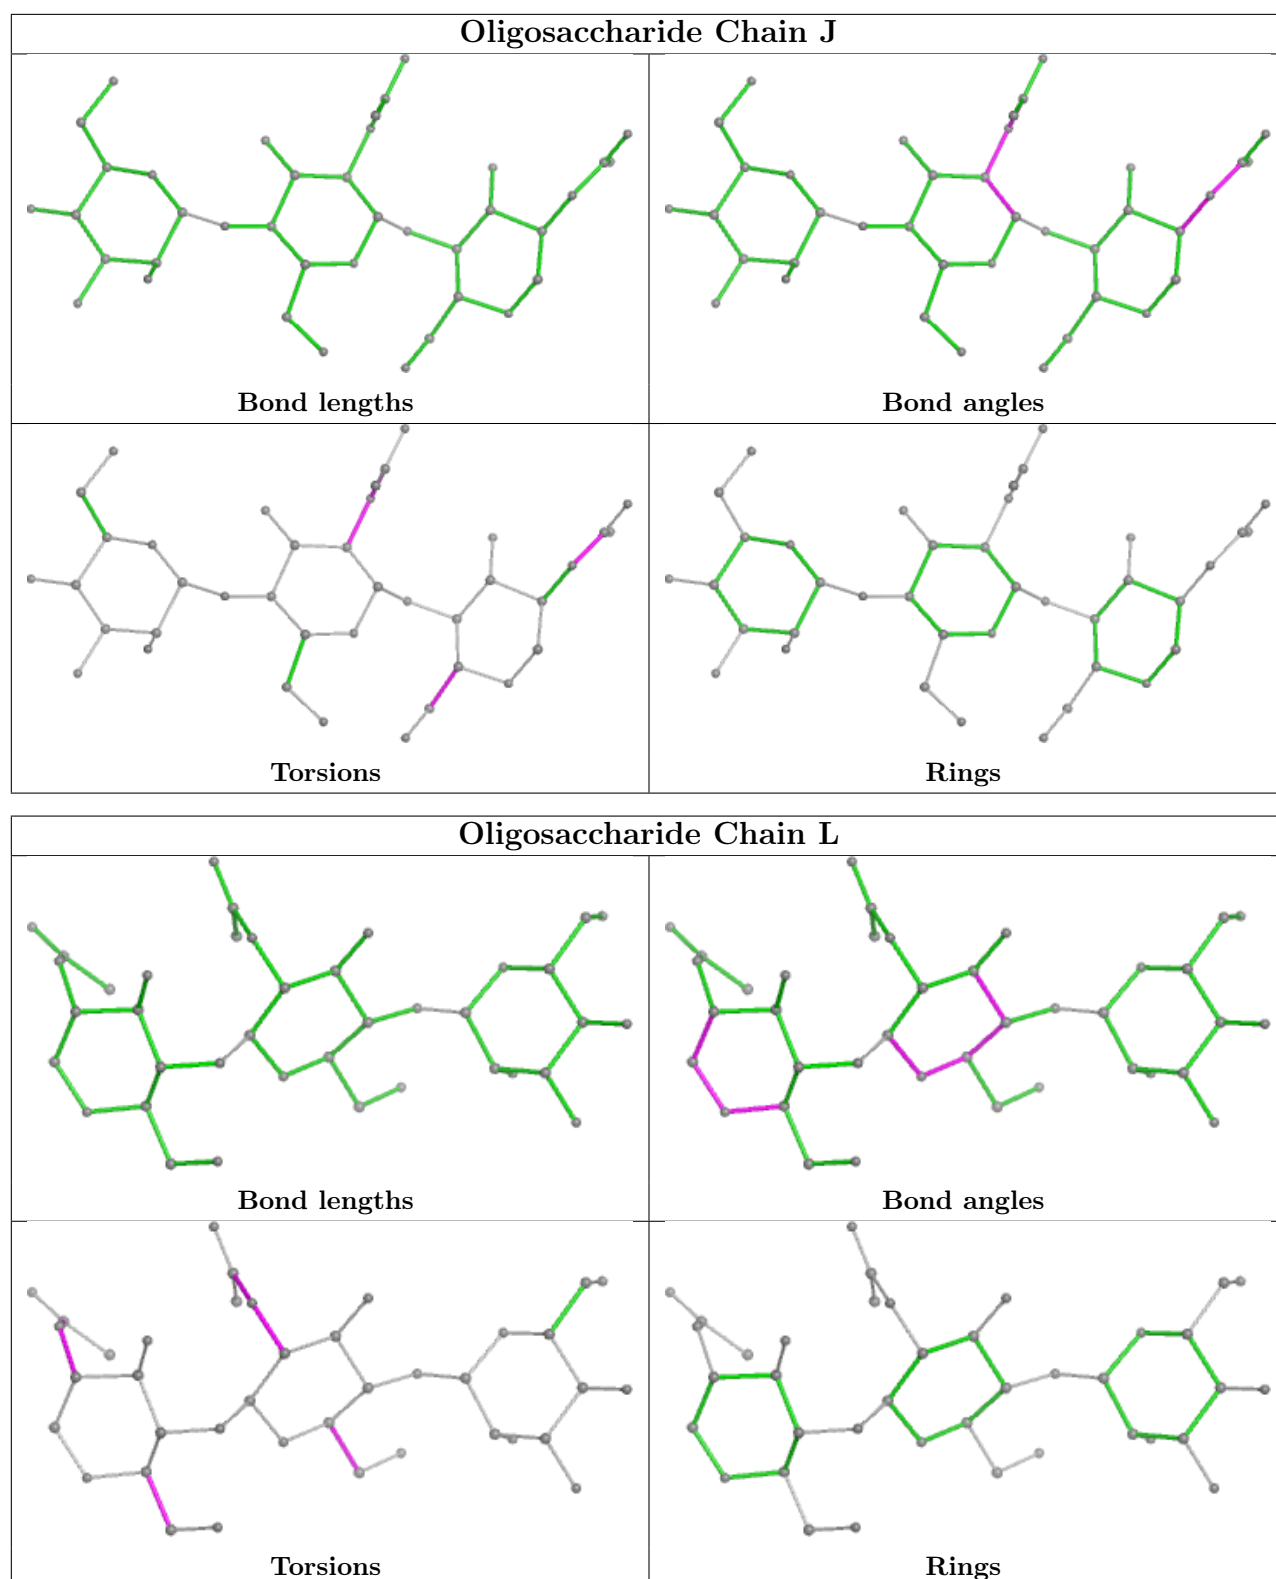 Oligosaccharide Chain J
Bond lengths
Bond angles
Torsions
Rings
Oligosaccharide Chain L
Bond lengths
Bond angles
Torsions
Rings